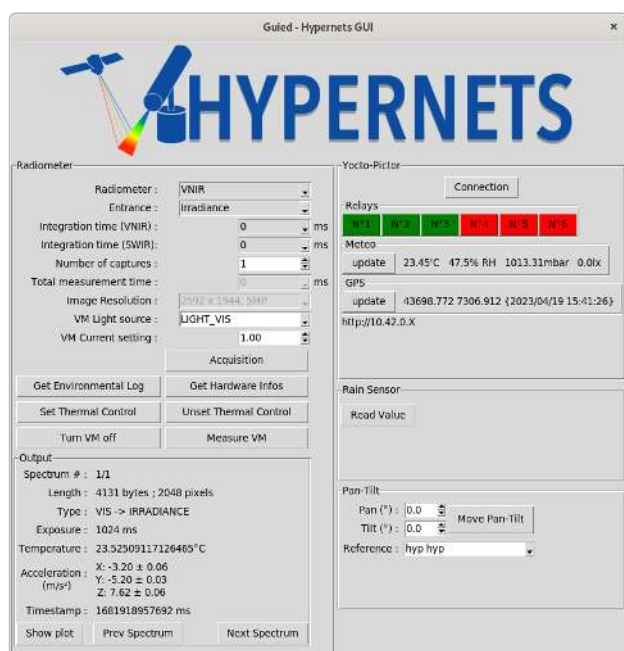 Guied - Hypernets GUI
×
HYPERNETS
Radiometer
Radiometer : VNIR
Entrance : Irradiance
Integration time (VNIR) : 0 ms
Integration time (SWIR): 0 ms
Number of captures : 1
Total measurement time : 0 ms
Image Resolution : 2592 x 1944, 5MP
VM Light source : LIGHT_VIS
VM Current setting : 1.00
Acquisition
Get Environmental Log Get Hardware Infos
Set Thermal Control Unset Thermal Control
Turn VM off Measure VM
Output
Spectrum # : 1/1
Length : 4131 bytes ; 2048 pixels
Type : VIS -> IRRADIANCE
Exposure : 1024 ms
Temperature : 23.52509117126465°C
Acceleration : X: -3.20 ± 0.06
(m/s²) Y: -5.20 ± 0.03
Z: 7.62 ± 0.06
Timestamp : 1681918957692 ms
Show plot Prev Spectrum Next Spectrum
Yocto-Pictor
Connection
Relays
N°1 N°2 N°3 N°4 N°5 N°6
Meteo
update 23.45°C 47.5% RH 1013.31mbar 0.0lx
GPS
update 43698.772 7306.912 {2023/04/19 15:41:26}
http://10.42.0.X
Rain Sensor
Read Value
Pan-Tilt
Pan (°) : 0.0
Tilt (°) : 0.0
Move Pan-Tilt
Reference : hyp hyp